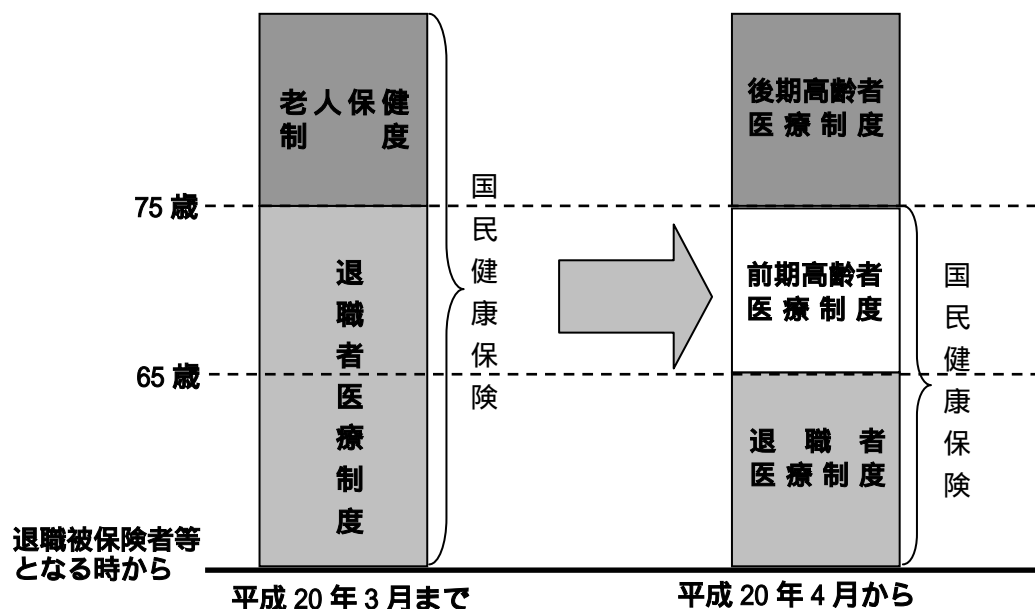 老人保健
制度
75歳
国民健康保険
退職者医療制度
65歳
退職被保険者等
となる時から
平成20年3月まで
後期高齢者
医療制度
前期高齢者
医療制度
国民健康保険
退職者
医療制度
平成20年4月から